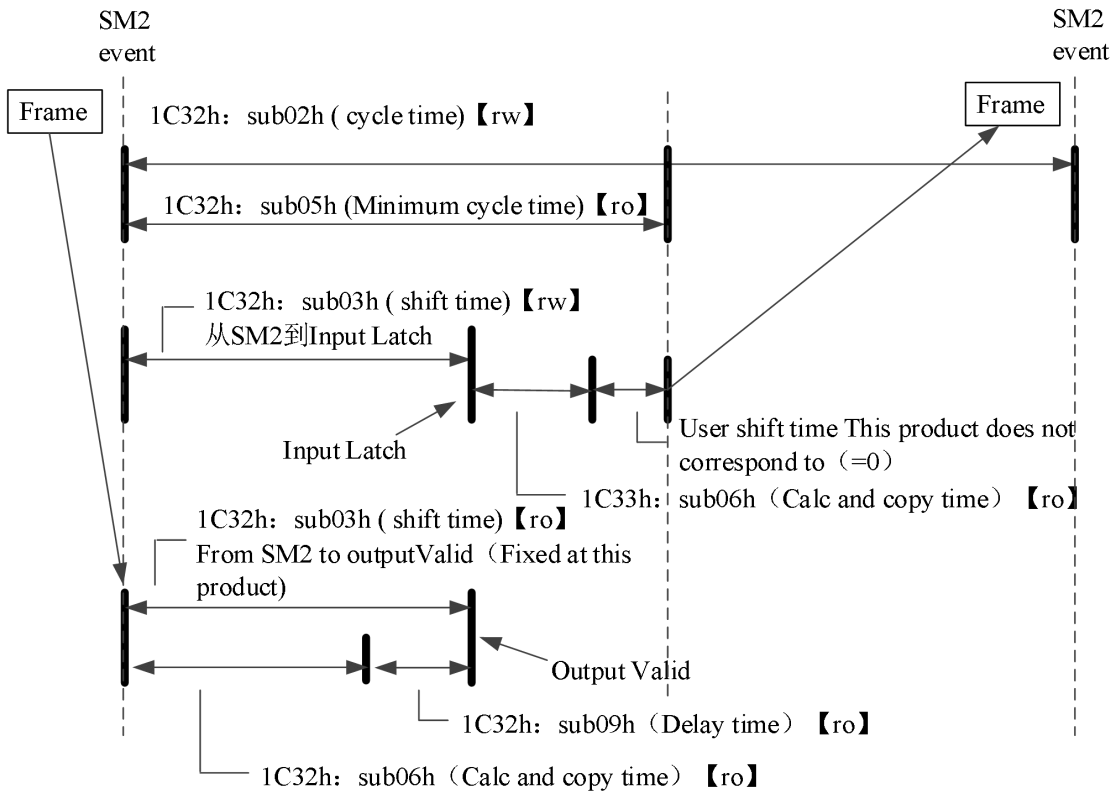 SM2
event
SM2
event
Frame
Frame
1C32h：sub02h ( cycle time)【rw】
1C32h：sub05h (Minimum cycle time)【ro】
1C32h：sub03h ( shift time)【rw】
从SM2到Input Latch
Input Latch
User shift time This product does not
correspond to（=0）
1C33h：sub06h（Calc and copy time）【ro】
1C32h：sub03h ( shift time)【ro】
From SM2 to outputValid（Fixed at this
product)
Output Valid
1C32h：sub09h（Delay time）【ro】
1C32h：sub06h（Calc and copy time）【ro】